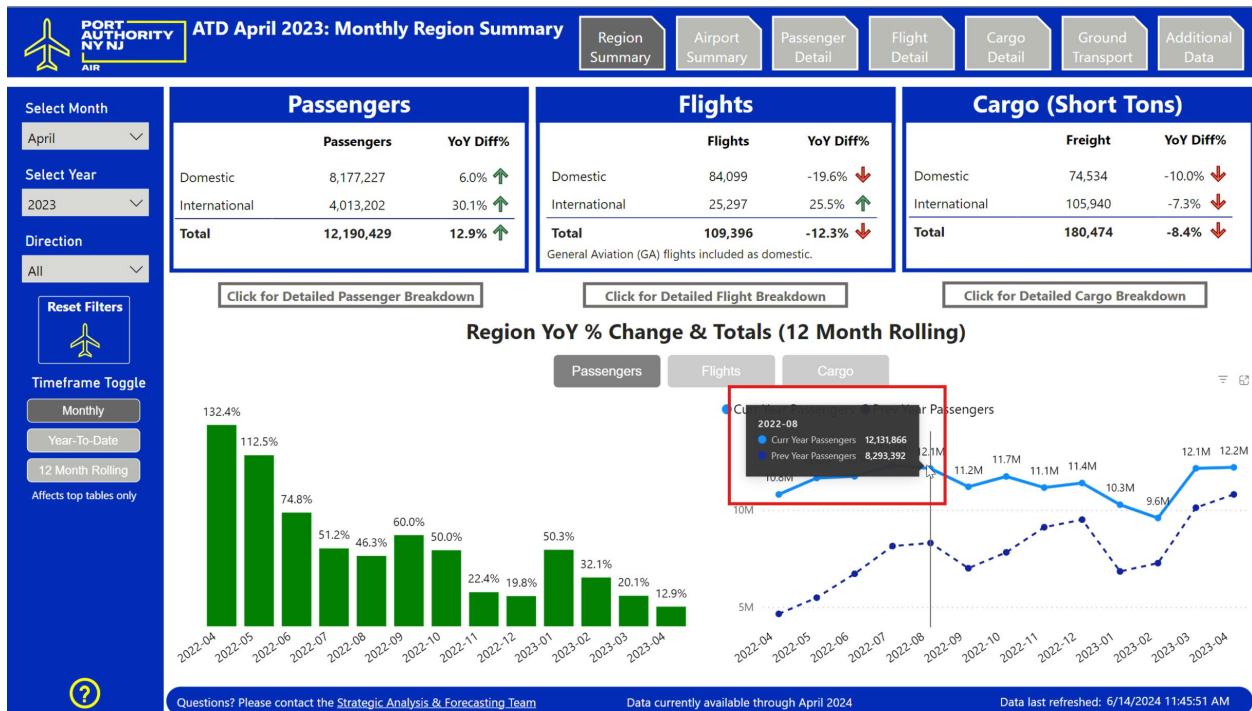 PORT
AUTHORITY
NY NJ
AIR
ATD April 2023: Monthly Region Summary
Region
Summary
Airport
Summary
Passenger
Detail
Flight
Detail
Cargo
Detail
Ground
Transport
Additional
Data
Select Month
April
Select Year
2023
Direction
All
Reset Filters
Timeframe Toggle
Monthly
Year-To-Date
12 Month Rolling
Affects top tables only
?
Passengers
Passengers YoY Diff%
Domestic 8,177,227 6.0%
International 4,013,202 30.1%
Total 12,190,429 12.9%
Flights
Flights YoY Diff%
Domestic 84,099 -19.6%
International 25,297 25.5%
Total 109,396 -12.3%
General Aviation (GA) flights included as domestic.
Cargo (Short Tons)
Freight YoY Diff%
Domestic 74,534 -10.0%
International 105,940 -7.3%
Total 180,474 -8.4%
Click for Detailed Passenger Breakdown
Click for Detailed Flight Breakdown
Click for Detailed Cargo Breakdown
Region YoY % Change & Totals (12 Month Rolling)
Passengers Flights Cargo
132.4% 112.5% 74.8% 51.2% 46.3% 60.0% 50.0% 22.4% 19.8% 50.3% 32.1% 20.1% 12.9%
2022-04 2022-05 2022-06 2022-07 2022-08 2022-09 2022-10 2022-11 2022-12 2023-01 2023-02 2023-03 2023-04
Curr Year Passengers Prev Year Passengers
2022-08
Curr Year Passengers 12,131,866
Prev Year Passengers 8,293,392
10.8M 12.1M 11.2M 11.7M 11.1M 11.4M 10.3M 9.6M 12.1M 12.2M
10M
5M
2022-04 2022-05 2022-06 2022-07 2022-08 2022-09 2022-10 2022-11 2022-12 2023-01 2023-02 2023-03 2023-04
Questions? Please contact the Strategic Analysis & Forecasting Team
Data currently available through April 2024
Data last refreshed: 6/14/2024 11:45:51 AM